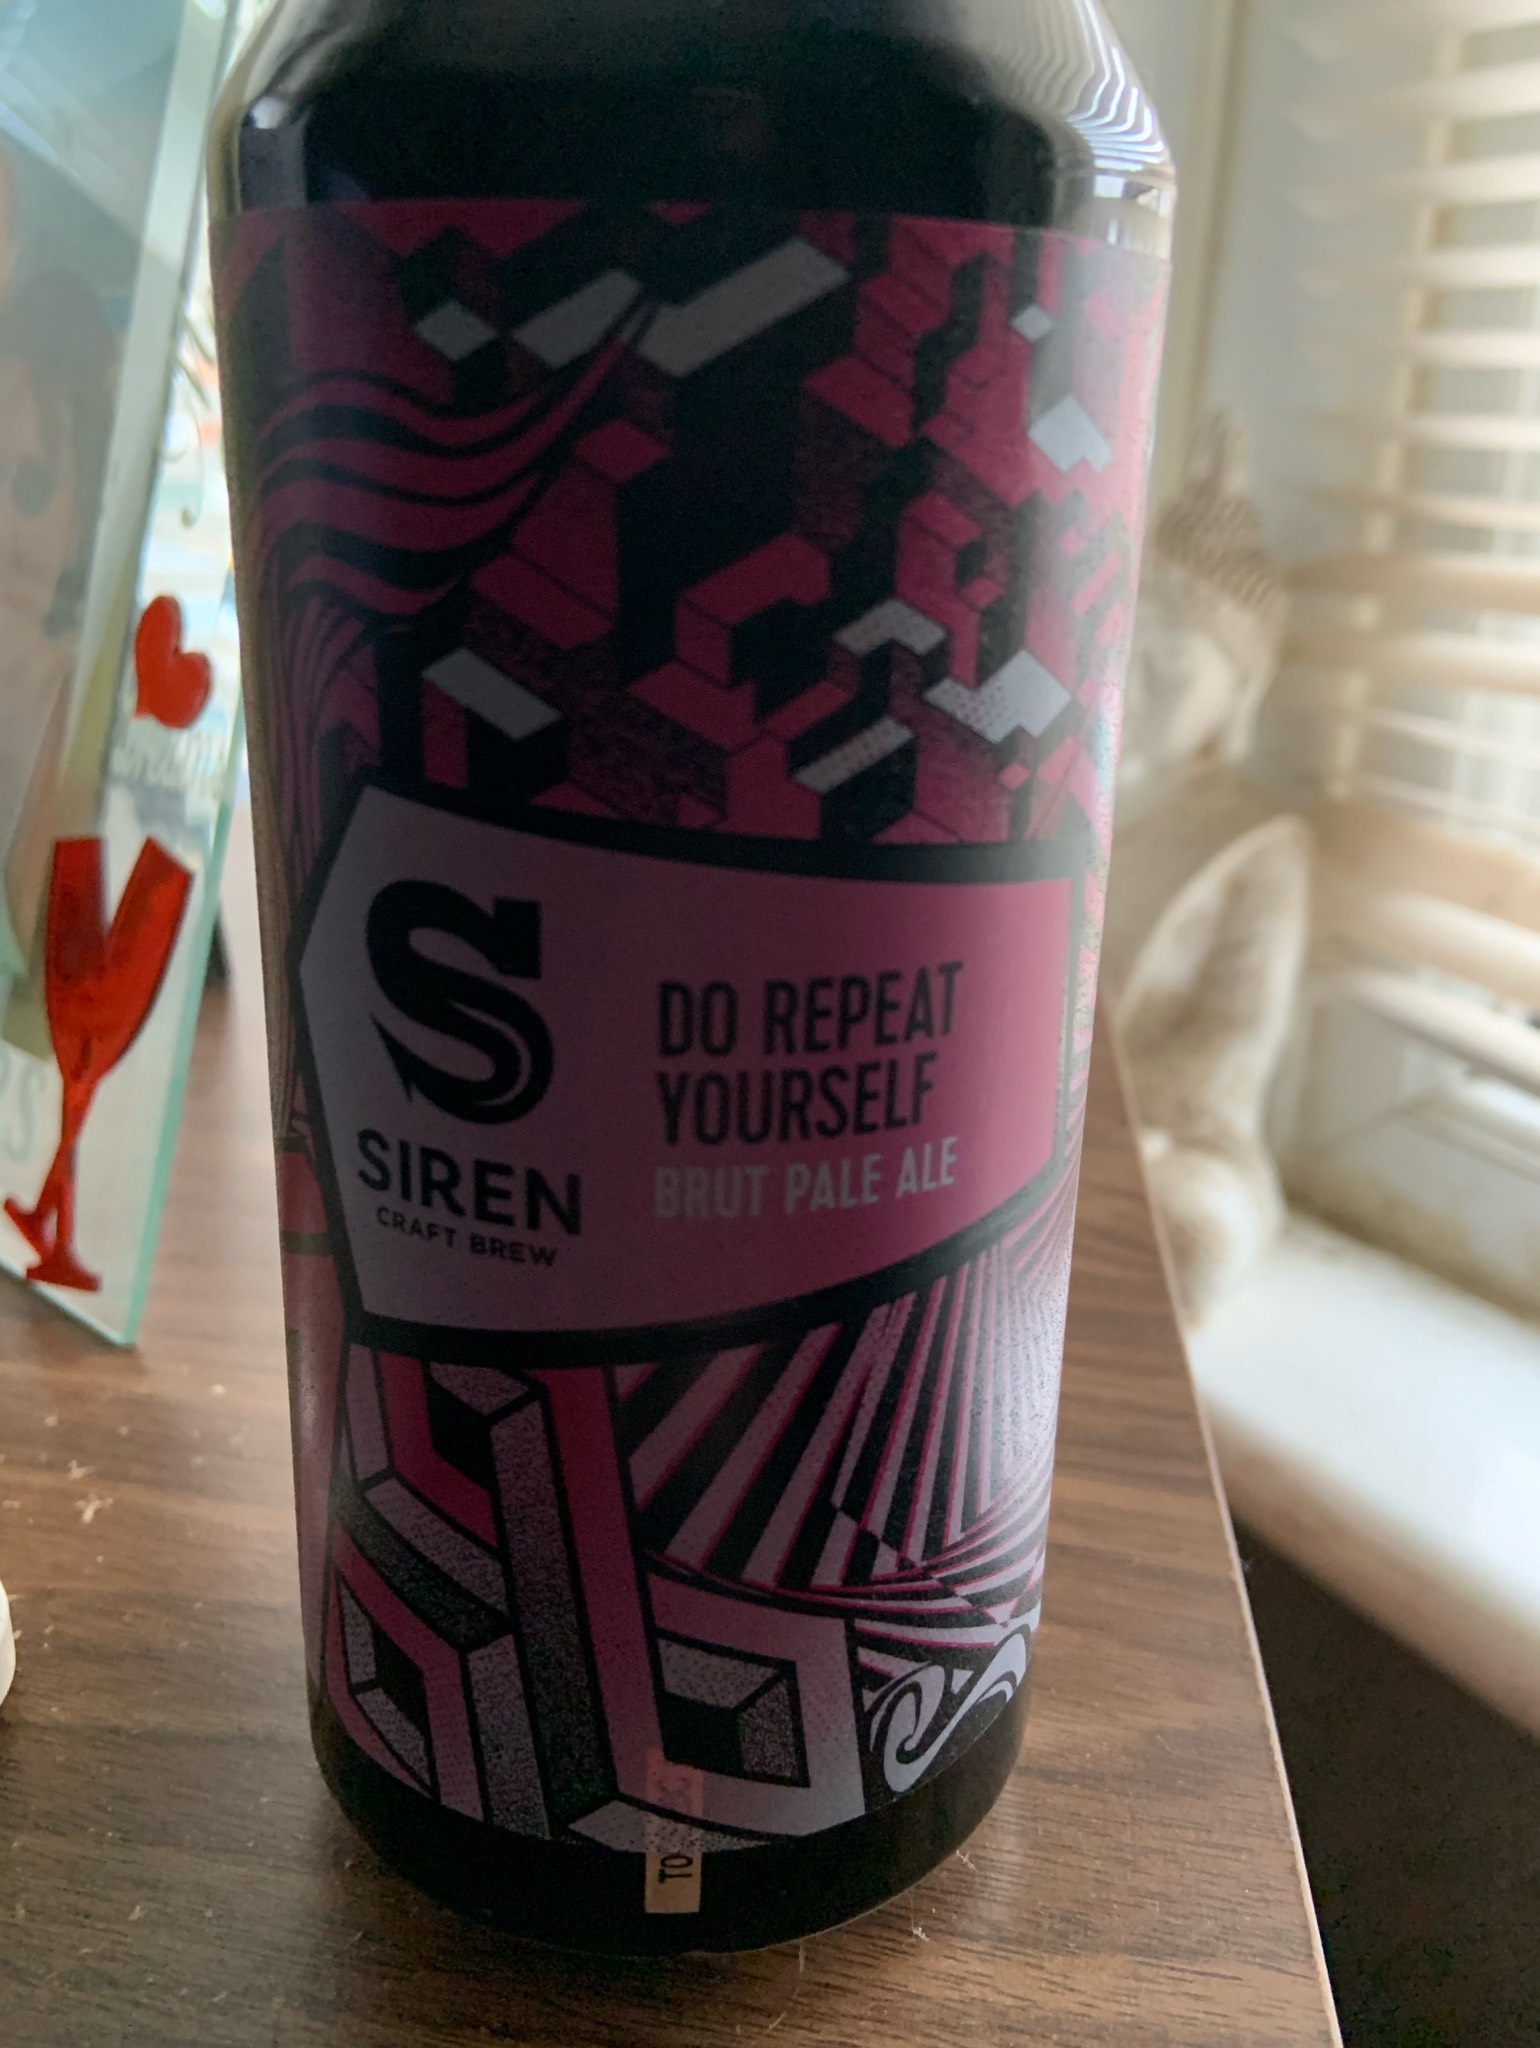 SIREN
CRAFT BREW
DO REPEAT
YOURSELF
BRUT PALE ALE